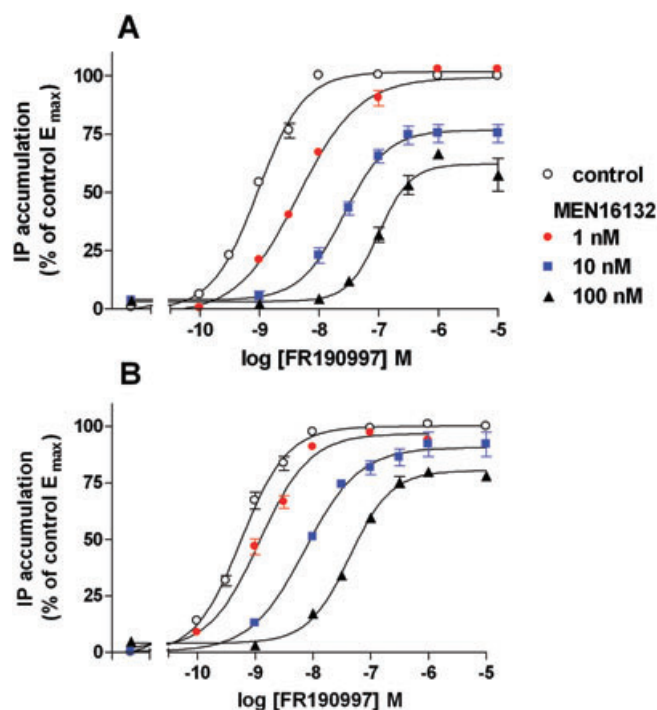 A
IP accumulation
(% of control Emax)
100
75
50
25
0
-10 -9 -8 -7 -6 -5
log [FR190997] M
control
MEN16132
1 nM
10 nM
100 nM
B
IP accumulation
(% of control Emax)
100
75
50
25
0
-10 -9 -8 -7 -6 -5
log [FR190997] M